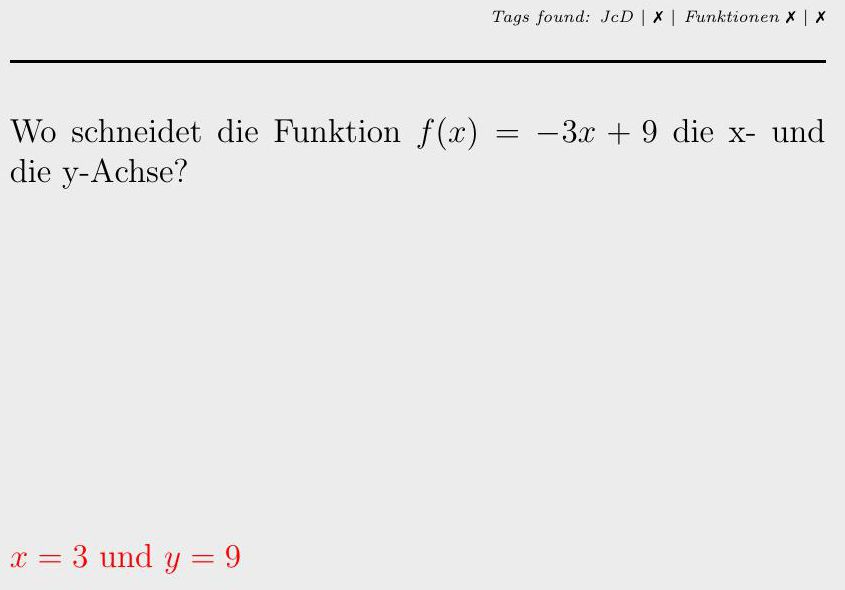 Tags found: JcD | ✗ | Funktionen ✗ | ✗
Wo schneidet die Funktion f(x) = −3x + 9 die x- und
die y-Achse?
x = 3 und y = 9